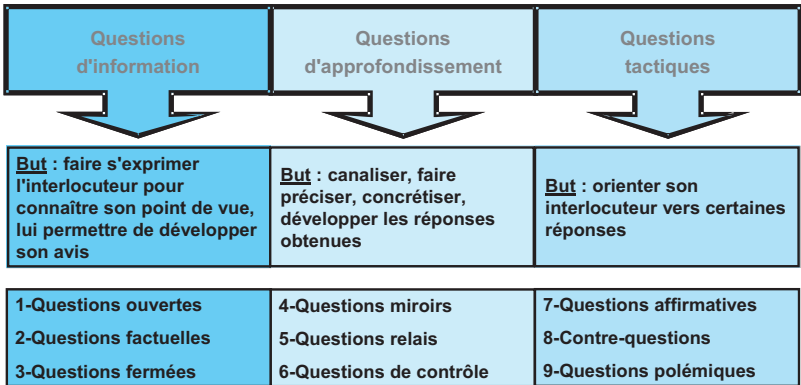 Questions
d'information
Questions
d'approfondissement
Questions
tactiques
But : faire s'exprimer
l'interlocuteur pour
connaître son point de vue,
lui permettre de développer
son avis
But : canaliser, faire
préciser, concrétiser,
développer les réponses
obtenues
But : orienter son
interlocuteur vers certaines
réponses
1-Questions ouvertes
2-Questions factuelles
3-Questions fermées
4-Questions miroirs
5-Questions relais
6-Questions de contrôle
7-Questions affirmatives
8-Contre-questions
9-Questions polémiques